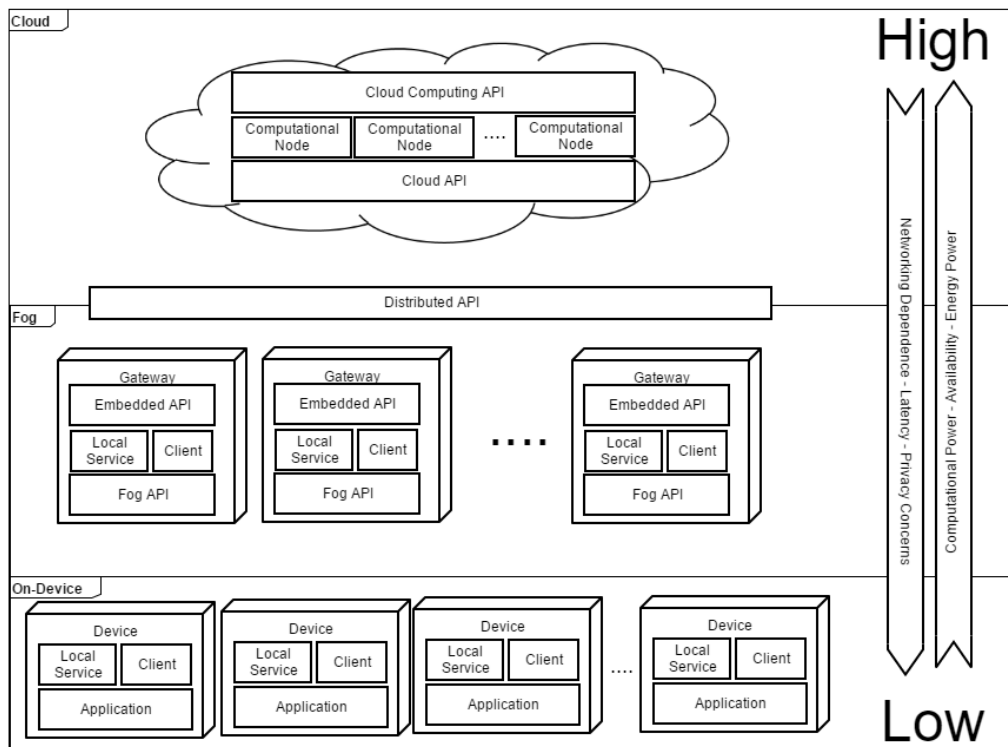 Cloud
High
Cloud Computing API
Computational
Node
Computational
Node
....
Computational
Node
Cloud API
Networking Dependence - Latency - Privacy Concerns
Computational Power - Availability - Energy Power
Distributed API
Fog
Gateway
Embedded API
Local
Service
Client
Fog API
Gateway
Embedded API
Local
Service
Client
Fog API
....
Gateway
Embedded API
Local
Service
Client
Fog API
On-Device
Device
Local
Service
Client
Application
Device
Local
Service
Client
Application
Device
Local
Service
Client
Application
....
Device
Local
Service
Client
Application
Low